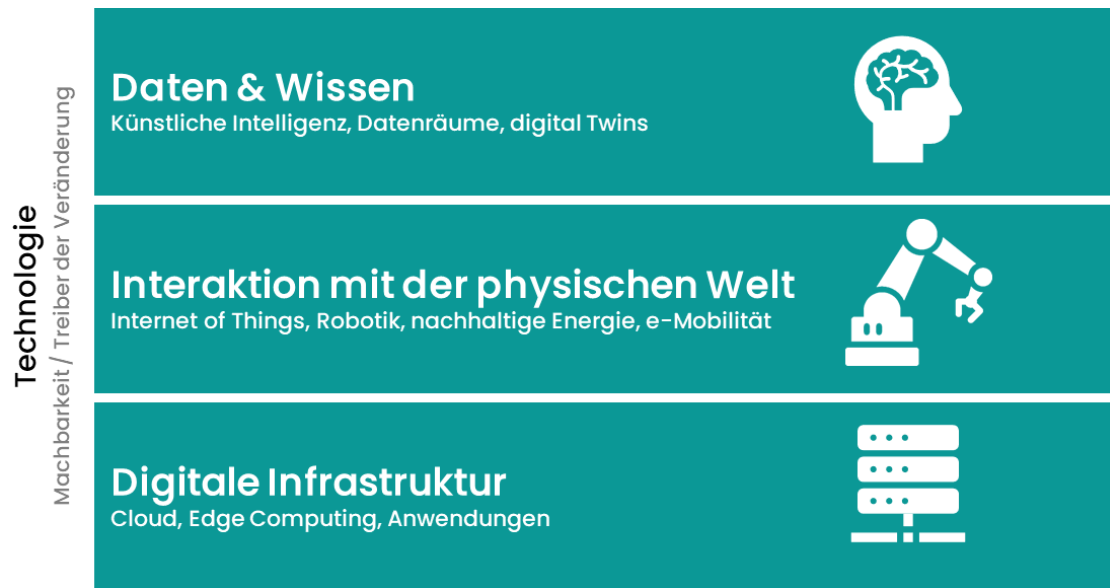 Technologie
Machbarkeit / Treiber der Veränderung
Daten & Wissen
Künstliche Intelligenz, Datenräume, digital Twins
Interaktion mit der physischen Welt
Internet of Things, Robotik, nachhaltige Energie, e-Mobilität
Digitale Infrastruktur
Cloud, Edge Computing, Anwendungen